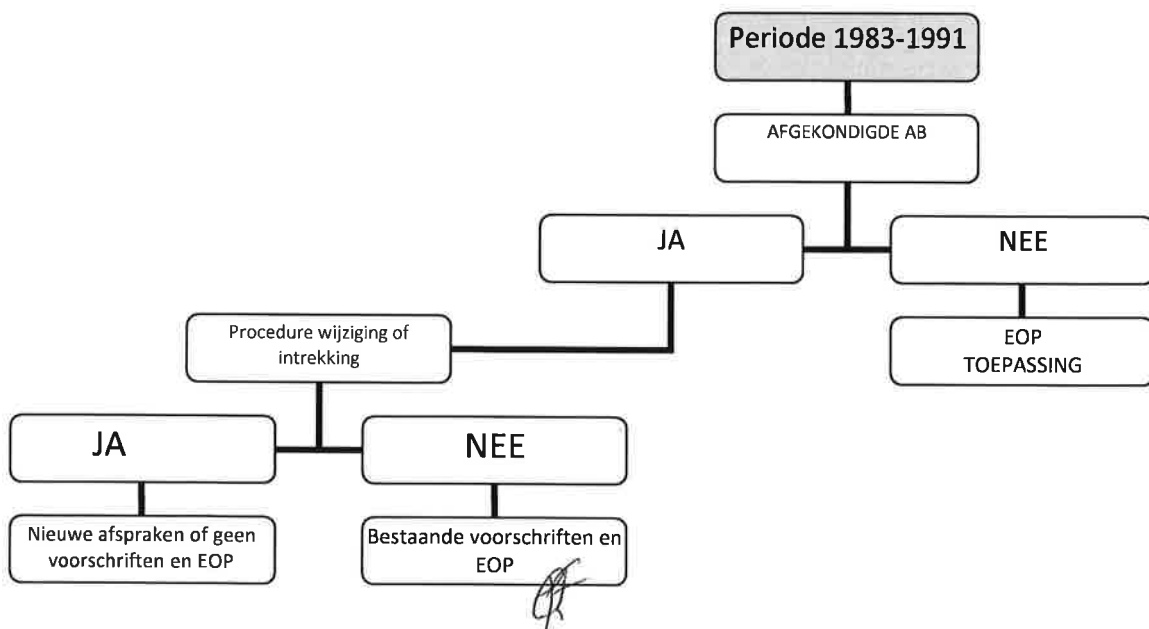 Periode 1983-1991
AFGEKONDIGDE AB
JA
NEE
Procedure wijziging of
intrekking
EOP
TOEPASSING
JA
NEE
Nieuwe afspraken of geen
voorschriften en EOP
Bestaande voorschriften en
EOP